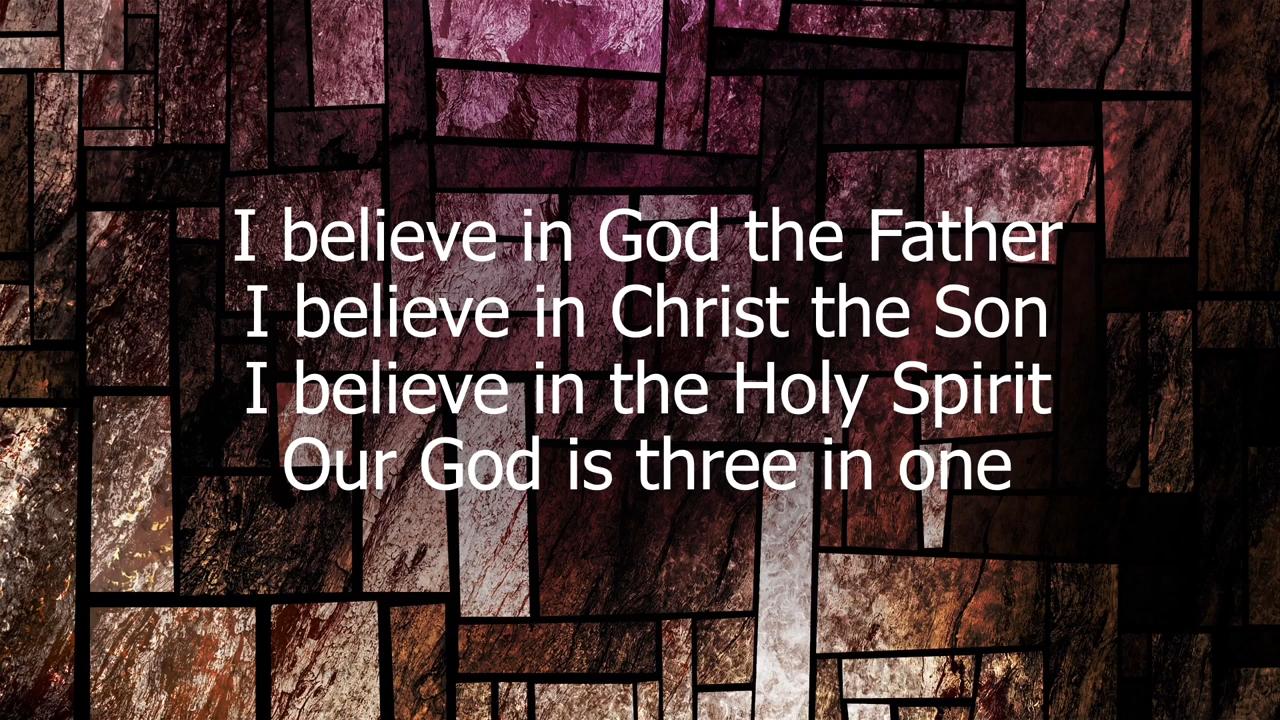 I believe in God the Father
I believe in Christ the Son
I believe in the Holy Spirit
Our God is three in one